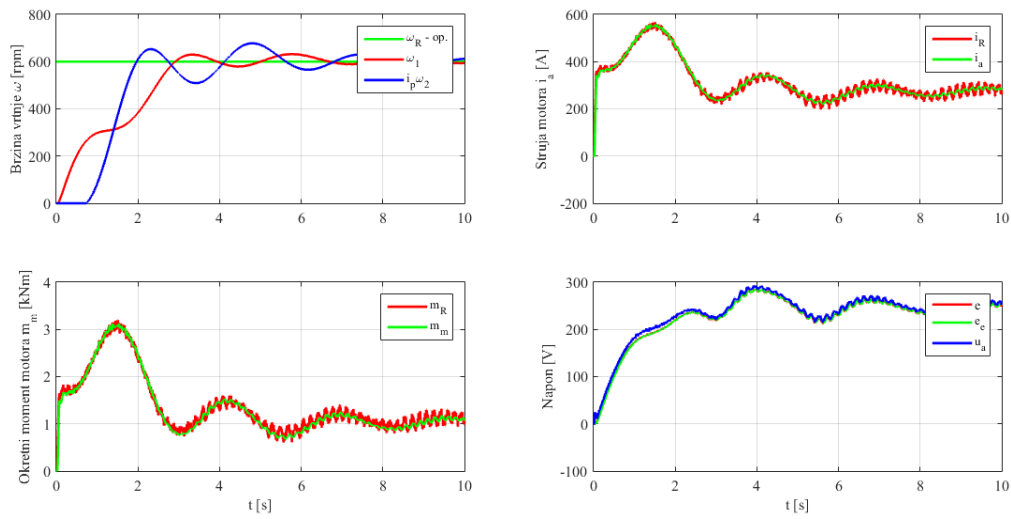 800
600
400
200
0
0
2
4
6
8
10
Brzina vrtnje ω [rpm]
ω_R - op.
ω_1
i_pω_2
600
400
200
0
-200
0
2
4
6
8
10
Struja motora i_a [A]
i_R
i_a
4
3
2
1
0
0
2
4
6
8
10
Okretni moment motora m_m [kNm]
t [s]
m_R
m_m
300
200
100
0
-100
0
2
4
6
8
10
Napon [V]
t [s]
e
e_e
u_a